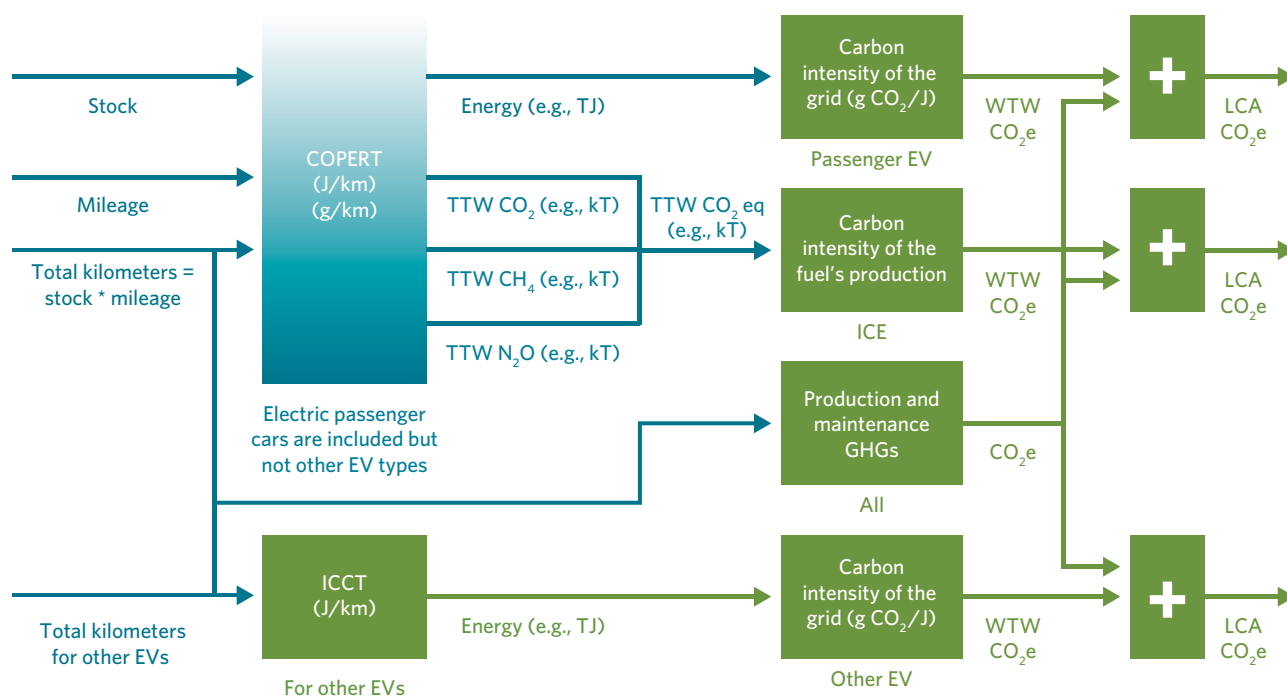 Stock
Mileage
Total kilometers =
stock * mileage
Total kilometers
for other EVs
COPERT
(J/km)
(g/km)
Electric passenger
cars are included but
not other EV types
ICCT
(J/km)
For other EVs
Energy (e.g., TJ)
TTW CO₂ (e.g., kT)
TTW CH₄ (e.g., kT)
TTW N₂O (e.g., kT)
TTW CO₂ eq
(e.g., kT)
Energy (e.g., TJ)
Carbon
intensity of the
grid (g CO₂/J)
Passenger EV
Carbon
intensity of the
fuel's production
ICE
Production and
maintenance
GHGs
All
Carbon
intensity of the
grid (g CO₂/J)
Other EV
WTW
CO₂e
WTW
CO₂e
CO₂e
WTW
CO₂e
+
+
+
LCA
CO₂e
LCA
CO₂e
LCA
CO₂e